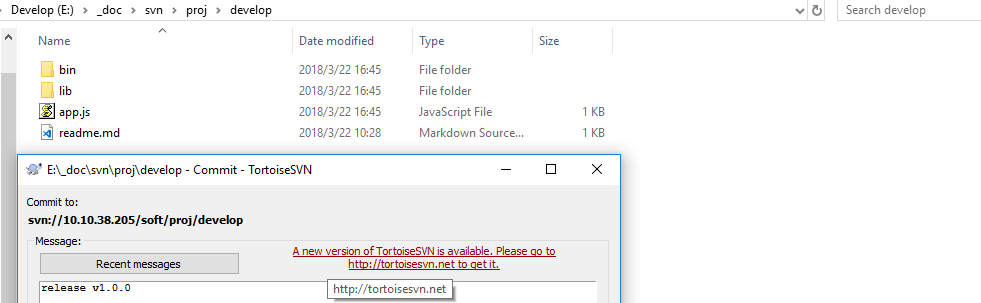 Develop (E:) > _doc > svn > proj > develop
Search develop
Name Date modified Type Size
bin 2018/3/22 16:45 File folder
lib 2018/3/22 16:45 File folder
app.js 2018/3/22 16:45 JavaScript File 1 KB
readme.md 2018/3/22 10:28 Markdown Source... 1 KB
E:\_doc\svn\proj\develop - Commit - TortoiseSVN
Commit to:
svn://10.10.38.205/soft/proj/develop
Message:
A new version of TortoiseSVN is available. Please go to
http://tortoisesvn.net to get it.
Recent messages
release v1.0.0
http://tortoisesvn.net